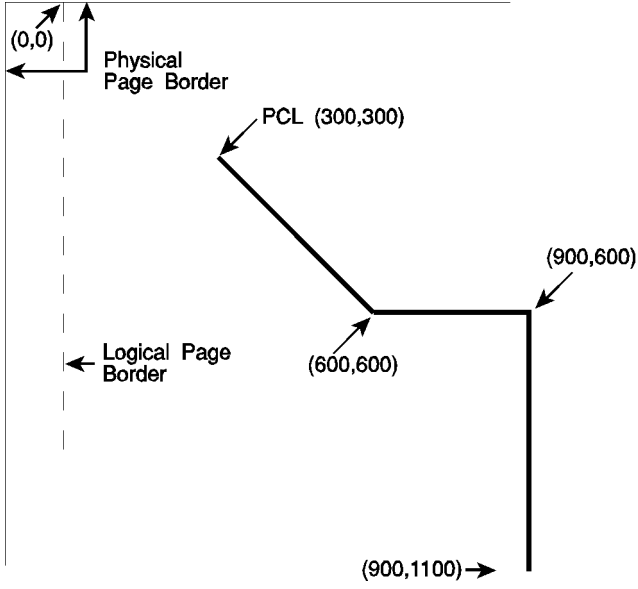 (0,0)
Physical
Page Border
PCL (300,300)
(900,600)
Logical Page
Border
(600,600)
(900,1100)